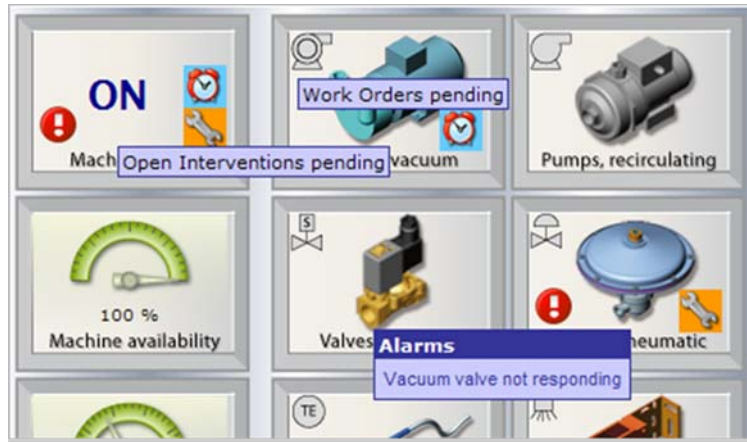 ON
Work Orders pending
Mach
Open Interventions pending
vacuum
Pumps, recirculating
S
100 %
Machine availability
Valves
Alarms
Vacuum valve not responding
neumatic
TE